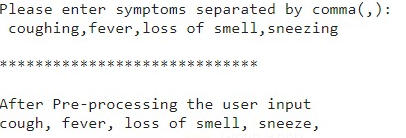 Please enter symptoms separated by comma(,):
coughing,fever,loss of smell,sneezing
*****************************
After Pre-processing the user input
cough, fever, loss of smell, sneeze,